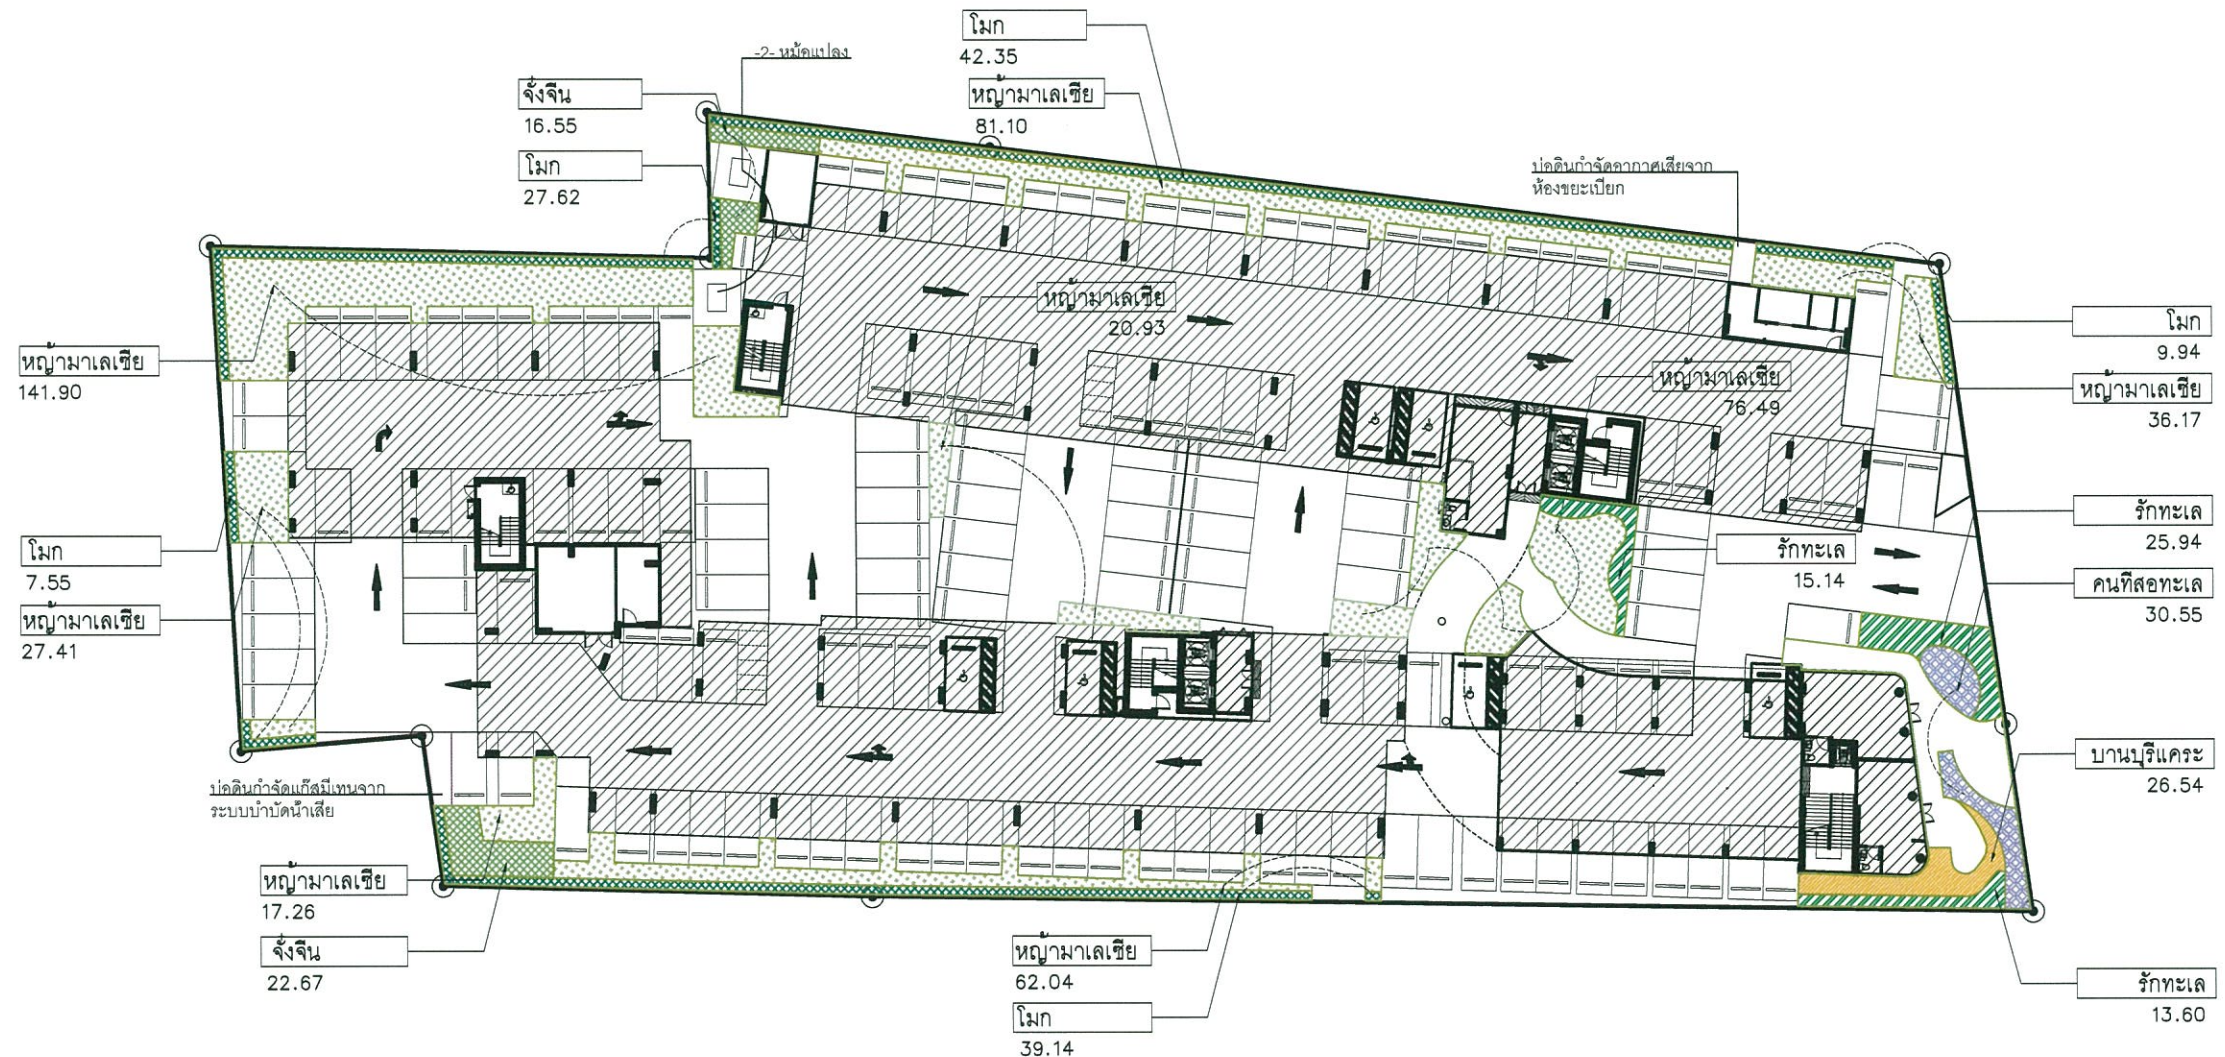 โมก
42.35
-2- หม้อแปลง
จั๋งจีน
16.55
หญ้ามาเลเซีย
81.10
โมก
27.62
บ่อดินกำจัดอากาศเสียจาก
ห้องขยะเปียก
หญ้ามาเลเซีย
20.93
โมก
9.94
หญ้ามาเลเซีย
141.90
หญ้ามาเลเซีย
76.49
หญ้ามาเลเซีย
36.17
รักทะเล
25.94
โมก
7.55
รักทะเล
15.14
คนทีสอทะเล
30.55
หญ้ามาเลเซีย
27.41
บานบุรีแคระ
26.54
บ่อดินกำจัดแก๊สมีเทนจาก
ระบบบำบัดน้ำเสีย
หญ้ามาเลเซีย
17.26
จั๋งจีน
22.67
หญ้ามาเลเซีย
62.04
รักทะเล
13.60
โมก
39.14